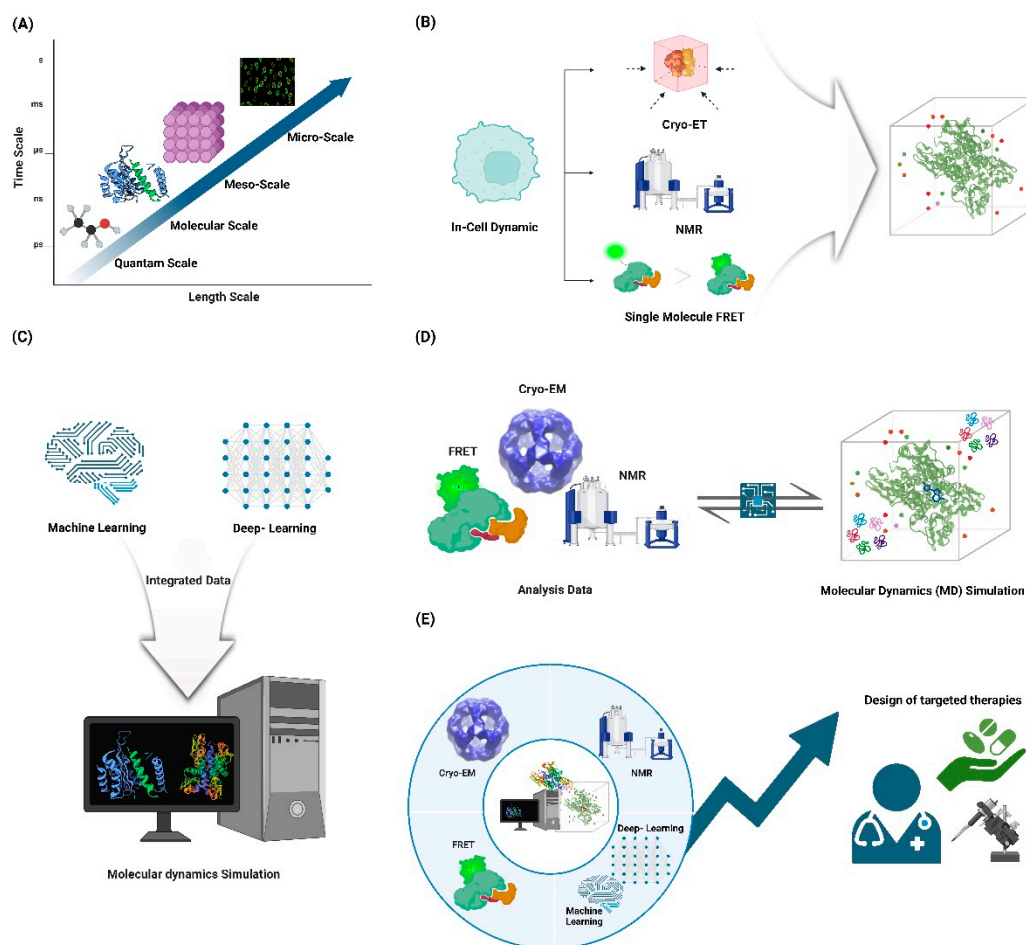 (A)
s
ms
µs
ns
ps
Time Scale
Micro-Scale
Meso-Scale
Molecular Scale
Quantam Scale
Length Scale
(B)
In-Cell Dynamic
Cryo-ET
NMR
Single Molecule FRET
(C)
Machine Learning
Deep- Learning
Integrated Data
Molecular dynamics Simulation
(D)
Cryo-EM
FRET
NMR
Analysis Data
Molecular Dynamics (MD) Simulation
(E)
Cryo-EM
NMR
FRET
Deep- Learning
Machine
Learning
Design of targeted therapies